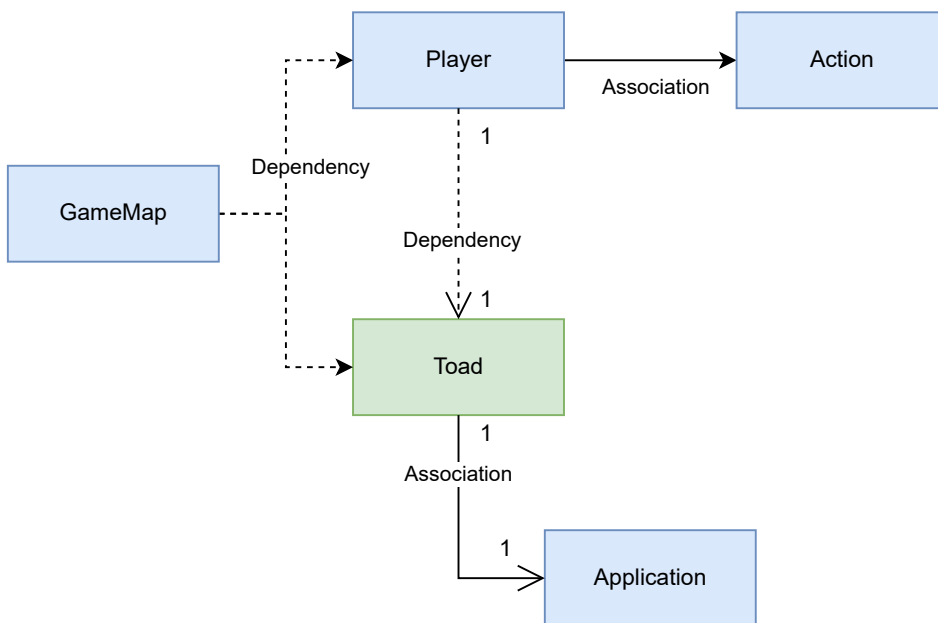 Player
Action
Association
1
Dependency
GameMap
Dependency
1
Toad
1
Association
1
Application